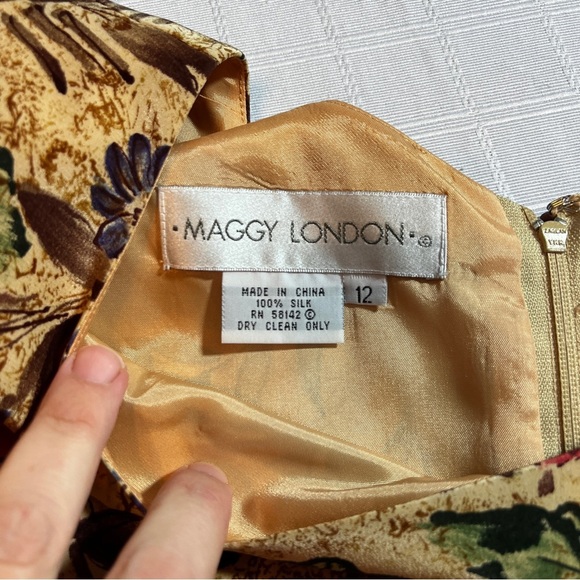 ·MAGGY LONDON·©
MADE IN CHINA
100% SILK
RN 58142 ©
DRY CLEAN ONLY
12